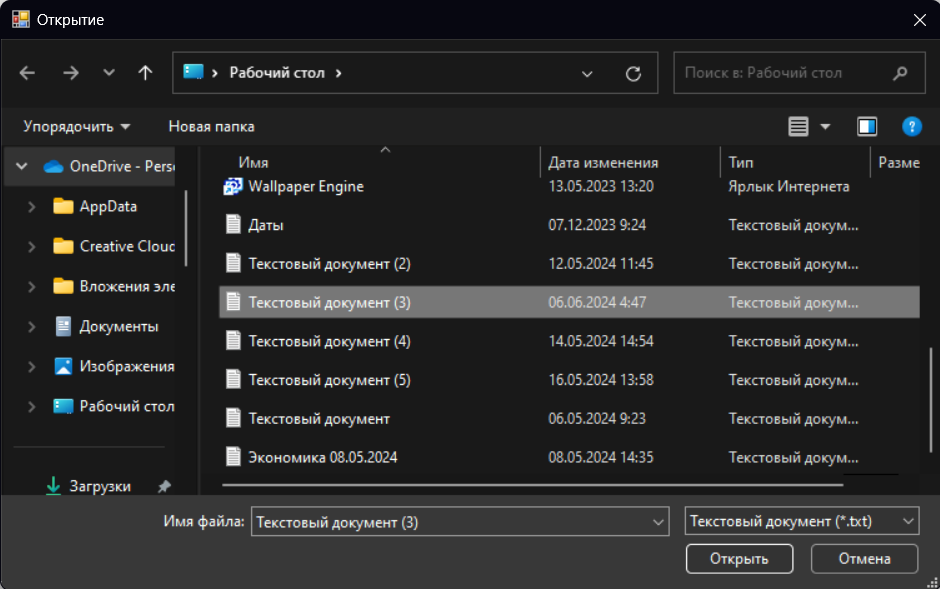 Открытие
Рабочий стол
Поиск в: Рабочий стол
Упорядочить Новая папка
OneDrive - Pers
AppData
Creative Cloud
Вложения эле
Документы
Изображения
Рабочий стол
Загрузки
Имя Дата изменения Тип Разме
Wallpaper Engine 13.05.2023 13:20 Ярлык Интернета
Даты 07.12.2023 9:24 Текстовый докум...
Текстовый документ (2) 12.05.2024 11:45 Текстовый докум...
Текстовый документ (3) 06.06.2024 4:47 Текстовый докум...
Текстовый документ (4) 14.05.2024 14:54 Текстовый докум...
Текстовый документ (5) 16.05.2024 13:58 Текстовый докум...
Текстовый документ 06.05.2024 9:23 Текстовый докум...
Экономика 08.05.2024 08.05.2024 14:35 Текстовый докум...
Имя файла: Текстовый документ (3) Текстовый документ (*.txt)
Открыть Отмена